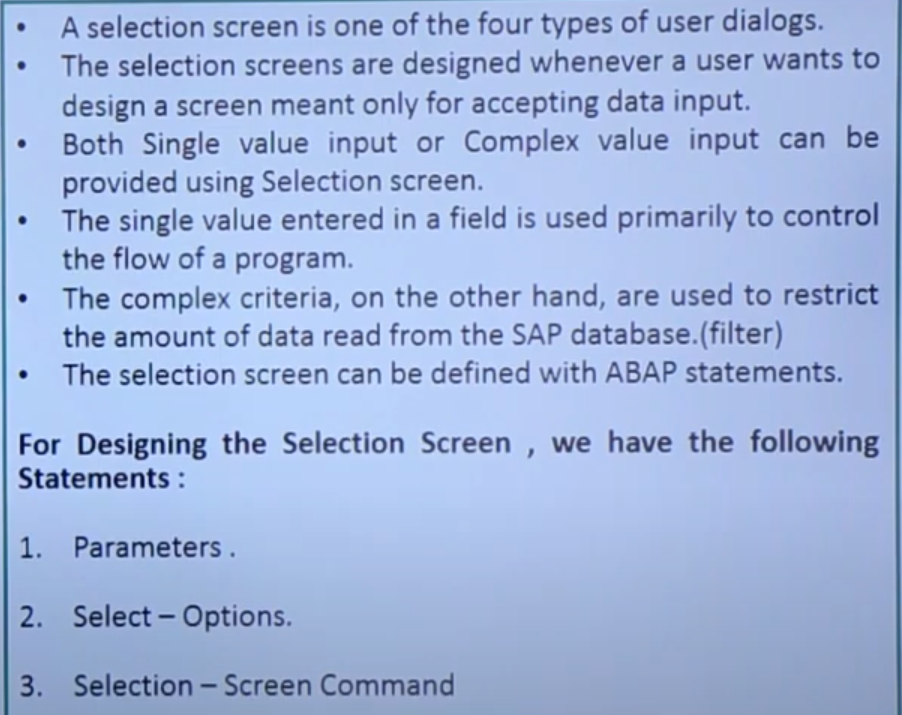 • A selection screen is one of the four types of user dialogs.
• The selection screens are designed whenever a user wants to
design a screen meant only for accepting data input.
• Both Single value input or Complex value input can be
provided using Selection screen.
• The single value entered in a field is used primarily to control
the flow of a program.
• The complex criteria, on the other hand, are used to restrict
the amount of data read from the SAP database.(filter)
• The selection screen can be defined with ABAP statements.
For Designing the Selection Screen , we have the following
Statements :
1. Parameters .
2. Select – Options.
3. Selection – Screen Command